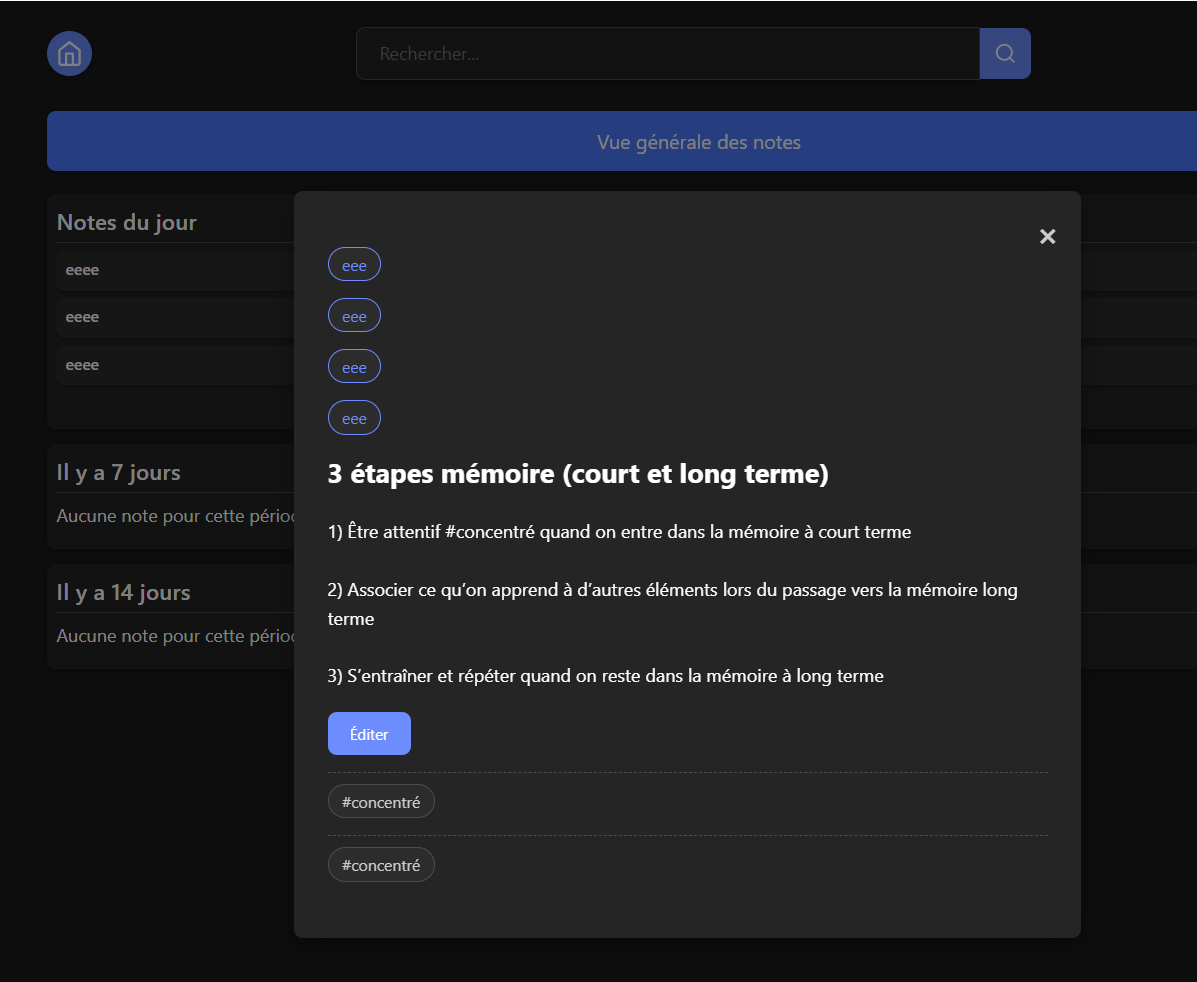 Rechercher...
Vue générale des notes
Notes du jour
eeee
eeee
eeee
Il y a 7 jours
Aucune note pour cette périod
Il y a 14 jours
Aucune note pour cette périod
×
eee
eee
eee
eee
3 étapes mémoire (court et long terme)
1) Être attentif #concentré quand on entre dans la mémoire à court terme
2) Associer ce qu’on apprend à d’autres éléments lors du passage vers la mémoire long
terme
3) S’entraîner et répéter quand on reste dans la mémoire à long terme
Éditer
#concentré
#concentré